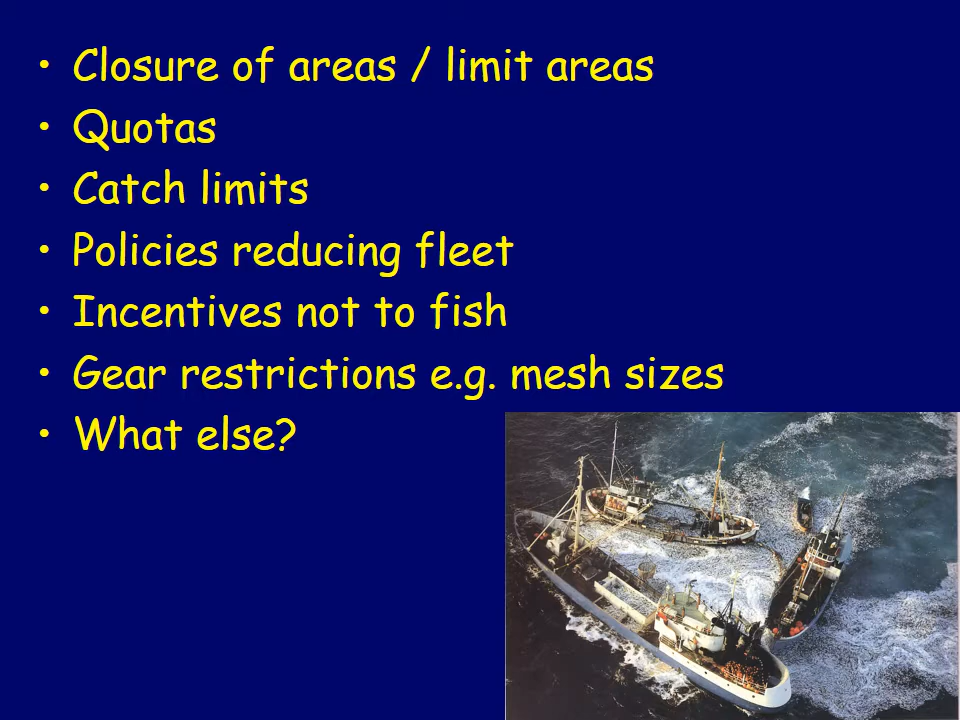 • Closure of areas / limit areas
• Quotas
• Catch limits
• Policies reducing fleet
• Incentives not to fish
• Gear restrictions e.g. mesh sizes
• What else?